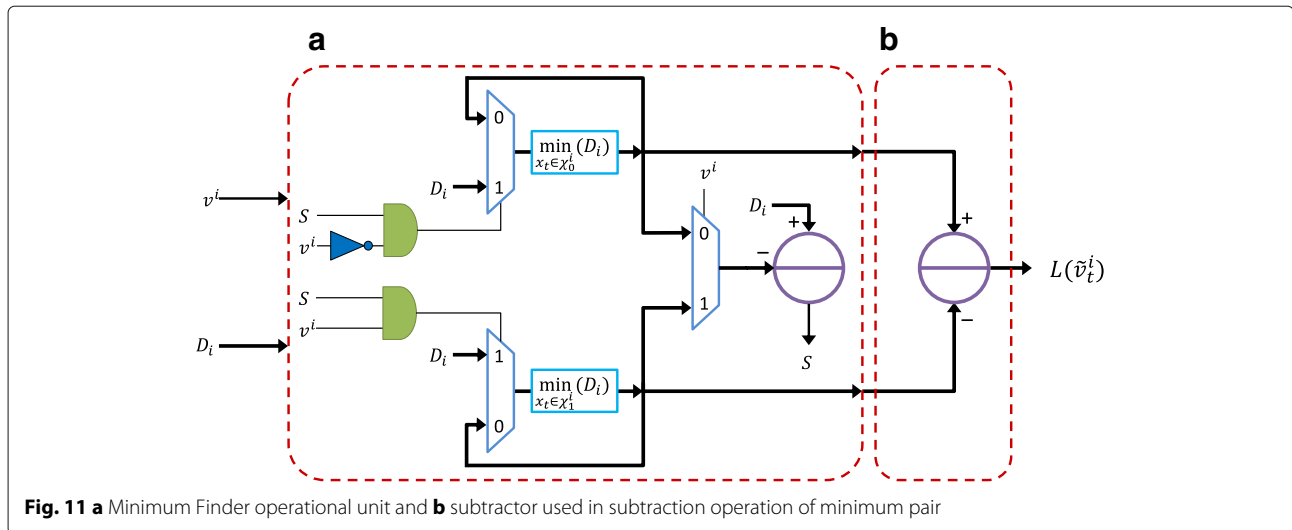 a
b
0
D_i
1
min (D_i)
x_t∈χ_0^i
v^i
S
v^i
S
v^i
D_i
v^i
0
1
D_i
+
−
S
D_i
1
0
min (D_i)
x_t∈χ_1^i
+
−
L(ṽ_t^i)
Fig. 11 a Minimum Finder operational unit and b subtractor used in subtraction operation of minimum pair